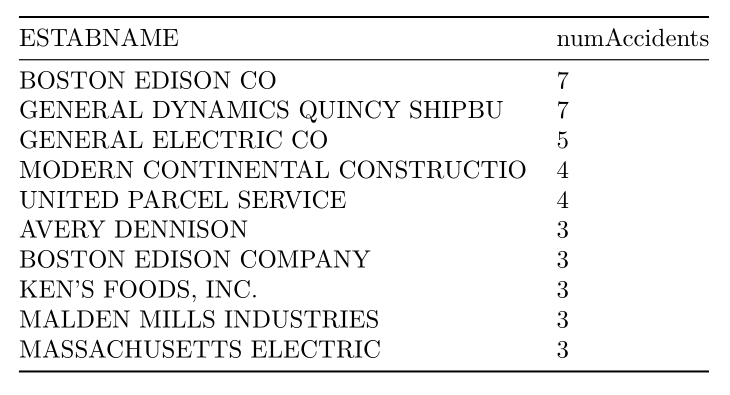 ESTABNAME numAccidents
BOSTON EDISON CO 7
GENERAL DYNAMICS QUINCY SHIPBU 7
GENERAL ELECTRIC CO 5
MODERN CONTINENTAL CONSTRUCTIO 4
UNITED PARCEL SERVICE 4
AVERY DENNISON 3
BOSTON EDISON COMPANY 3
KEN'S FOODS, INC. 3
MALDEN MILLS INDUSTRIES 3
MASSACHUSETTS ELECTRIC 3